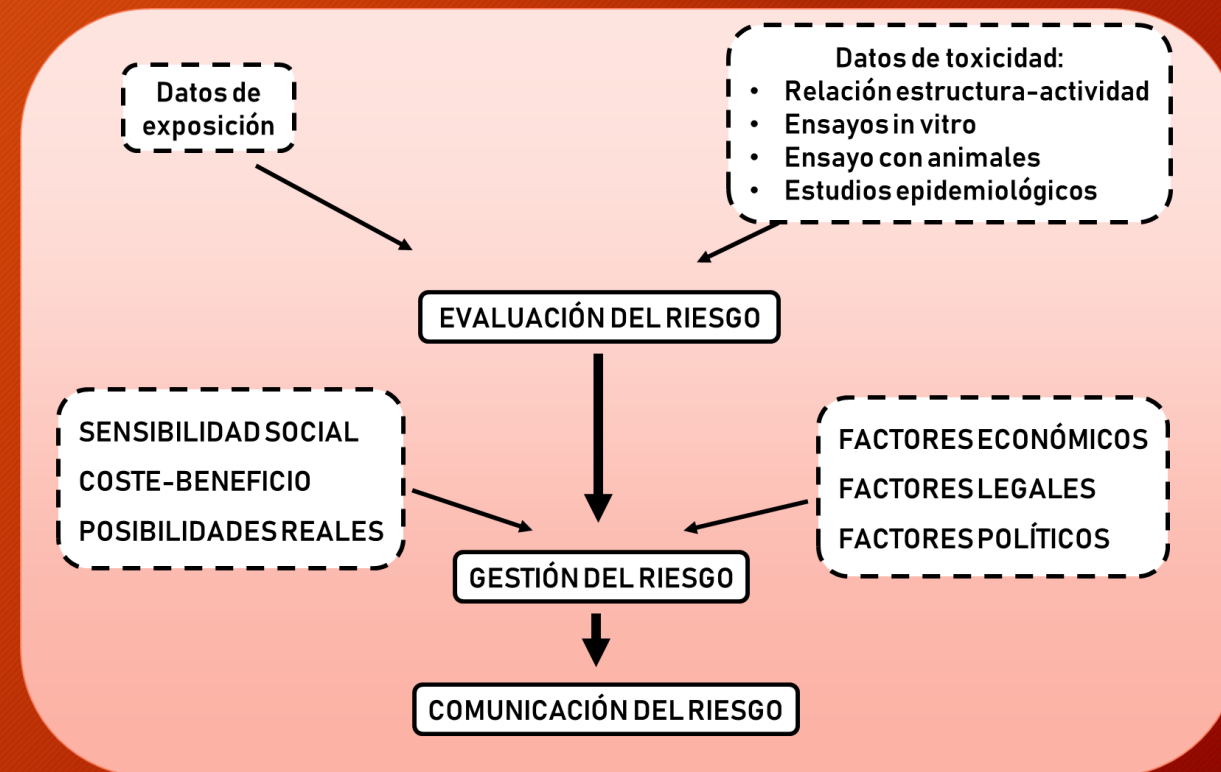 Datos de
exposición
Datos de toxicidad:
• Relación estructura-actividad
• Ensayos in vitro
• Ensayo con animales
• Estudios epidemiológicos
EVALUACIÓN DEL RIESGO
SENSIBILIDAD SOCIAL
COSTE-BENEFICIO
POSIBILIDADES REALES
FACTORES ECONÓMICOS
FACTORES LEGALES
FACTORES POLÍTICOS
GESTIÓN DEL RIESGO
COMUNICACIÓN DEL RIESGO